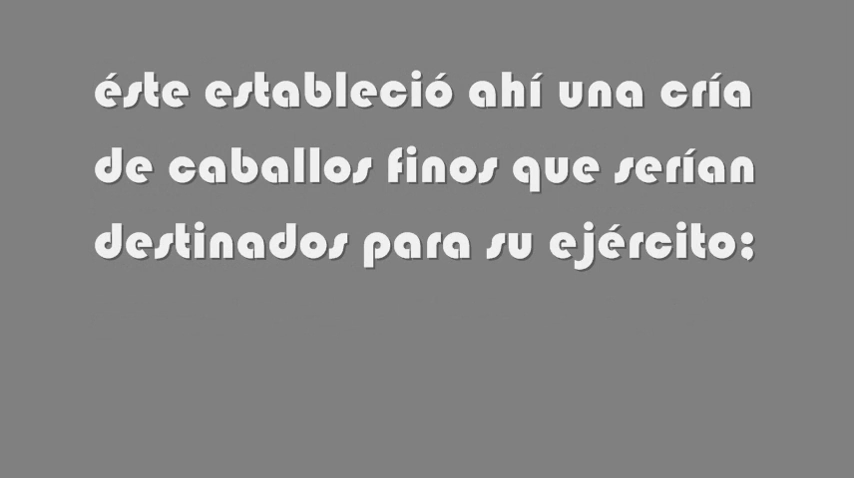 éste estableció ahí una cría
de caballos finos que serían
destinados para su ejército;